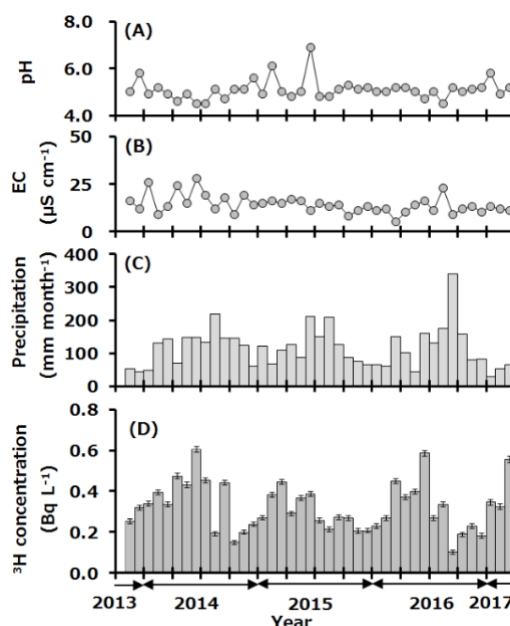 (A)
8.0
6.0
4.0
pH
(B)
50
25
0
EC
(µS cm⁻¹)
(C)
400
300
200
100
0
Precipitation
(mm month⁻¹)
(D)
0.8
0.6
0.4
0.2
0.0
³H concentration
(Bq L⁻¹)
2013 2014 2015 2016 2017
Year